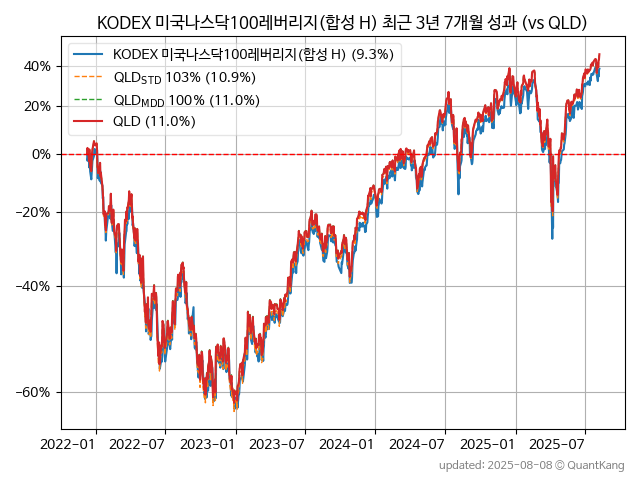 KODEX 미국나스닥100레버리지(합성 H) 최근 3년 7개월 성과 (vs QLD)
KODEX 미국나스닥100레버리지(합성 H) (9.3%)
QLD_STD 103% (10.9%)
QLD_MDD 100% (11.0%)
QLD (11.0%)
40%
20%
0%
−20%
−40%
−60%
2022-01 2022-07 2023-01 2023-07 2024-01 2024-07 2025-01 2025-07
updated: 2025-08-08 © QuantKang